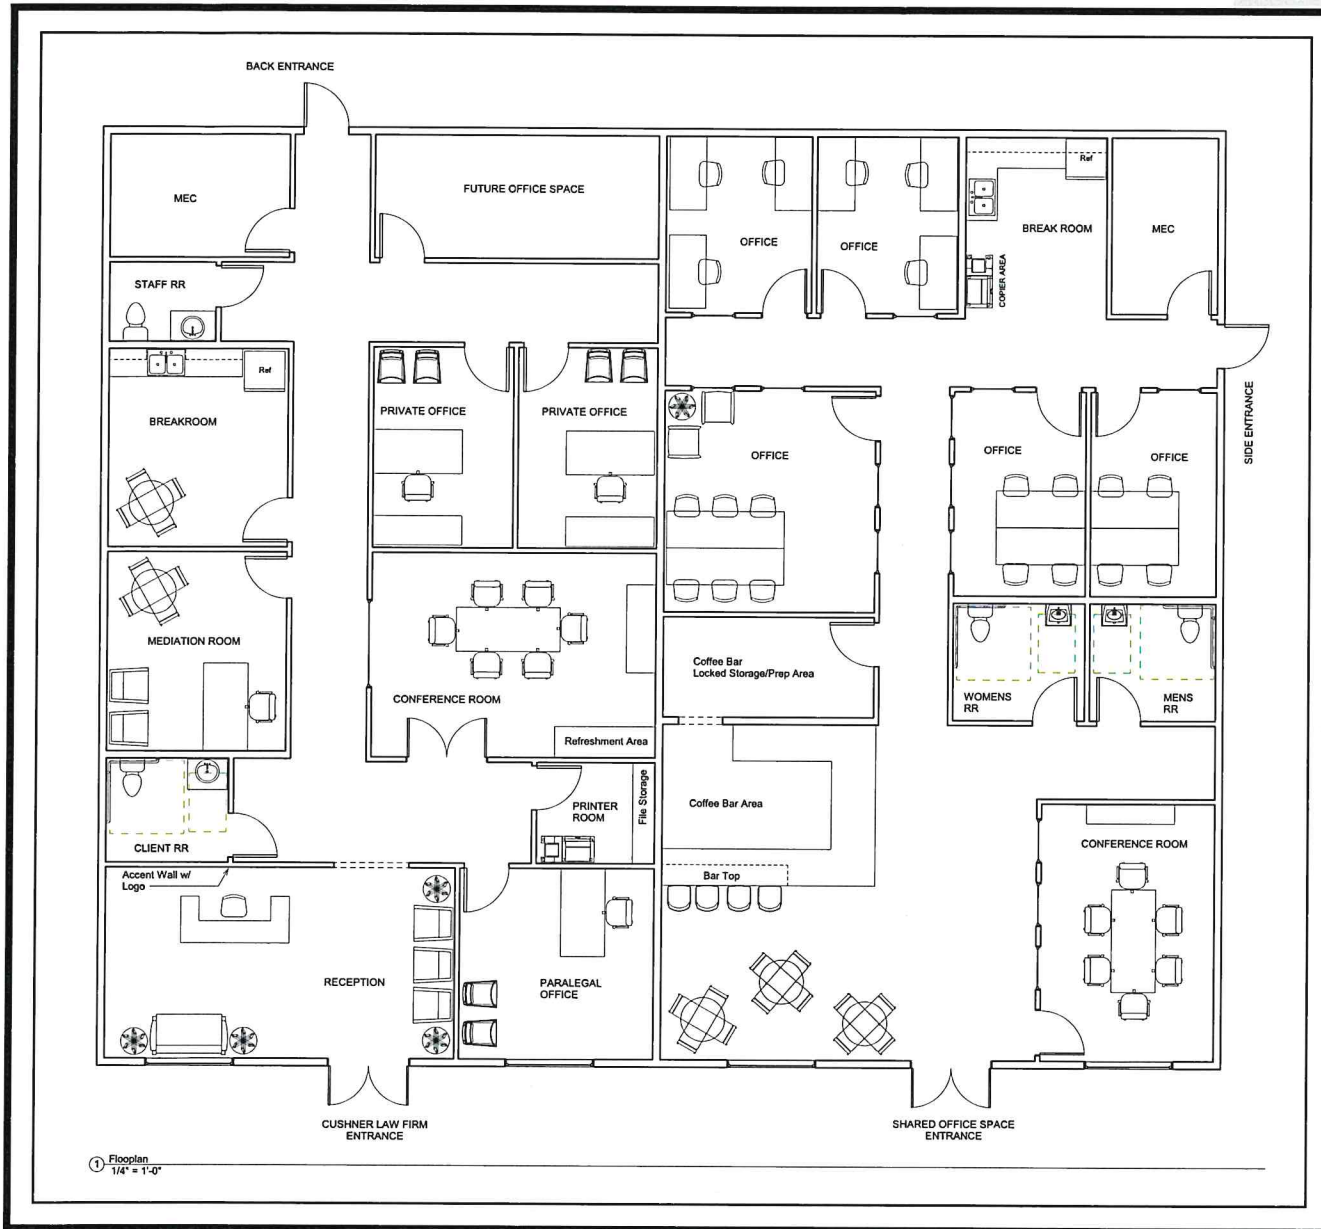 BACK ENTRANCE
MEC
FUTURE OFFICE SPACE
OFFICE
OFFICE
Ref
BREAK ROOM
MEC
COPIER AREA
STAFF RR
Ref
BREAKROOM
PRIVATE OFFICE
PRIVATE OFFICE
OFFICE
OFFICE
OFFICE
SIDE ENTRANCE
MEDIATION ROOM
CONFERENCE ROOM
Refreshment Area
Coffee Bar
Locked Storage/Prep Area
WOMENS
RR
MENS
RR
CLIENT RR
PRINTER
ROOM
File Storage
Coffee Bar Area
Bar Top
CONFERENCE ROOM
Accent Wall w/
Logo
RECEPTION
PARALEGAL
OFFICE
CUSHNER LAW FIRM
ENTRANCE
SHARED OFFICE SPACE
ENTRANCE
1 Flooplan
1/4" = 1'-0"